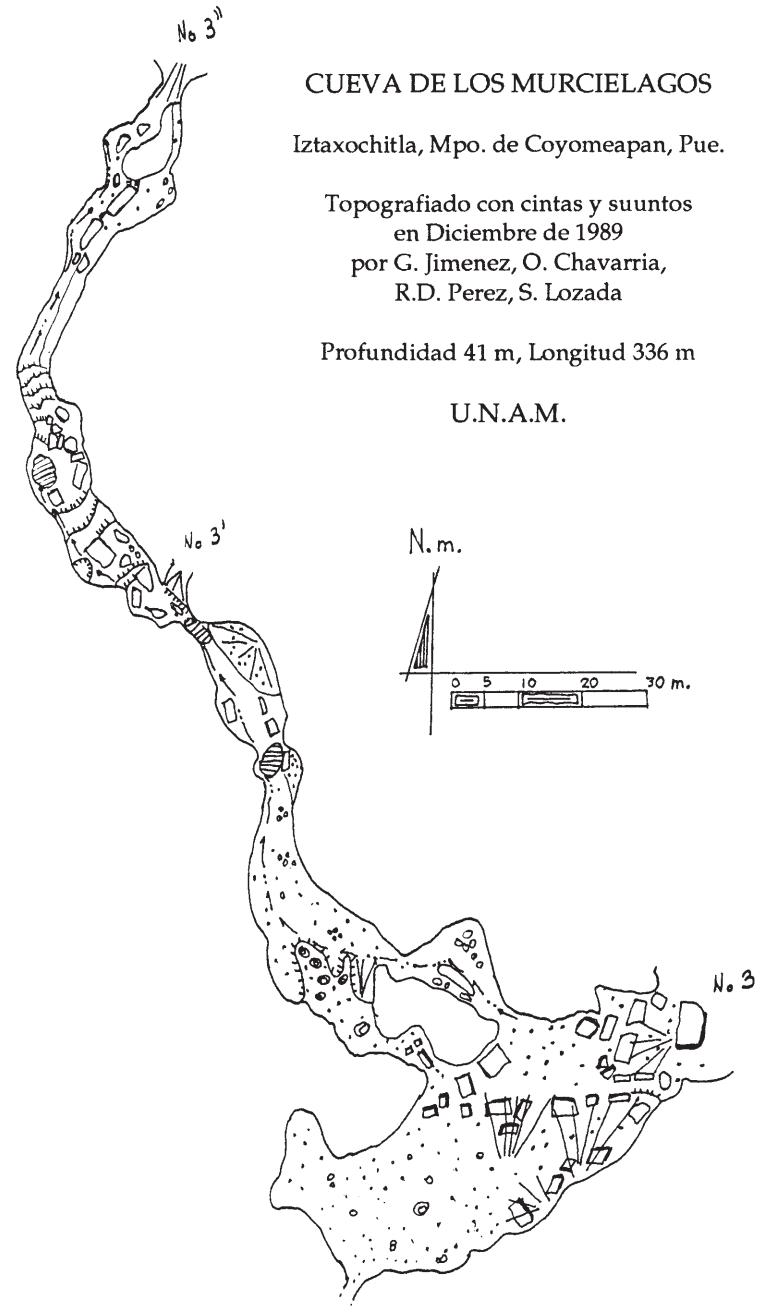 No 3"
CUEVA DE LOS MURCIELAGOS
Iztaxochitla, Mpo. de Coyomeapan, Pue.
Topografiado con cintas y suuntos
en Diciembre de 1989
por G. Jimenez, O. Chavarria,
R.D. Perez, S. Lozada
Profundidad 41 m, Longitud 336 m
U.N.A.M.
No 3'
N. m.
0 5 10 20 30 m.
No 3